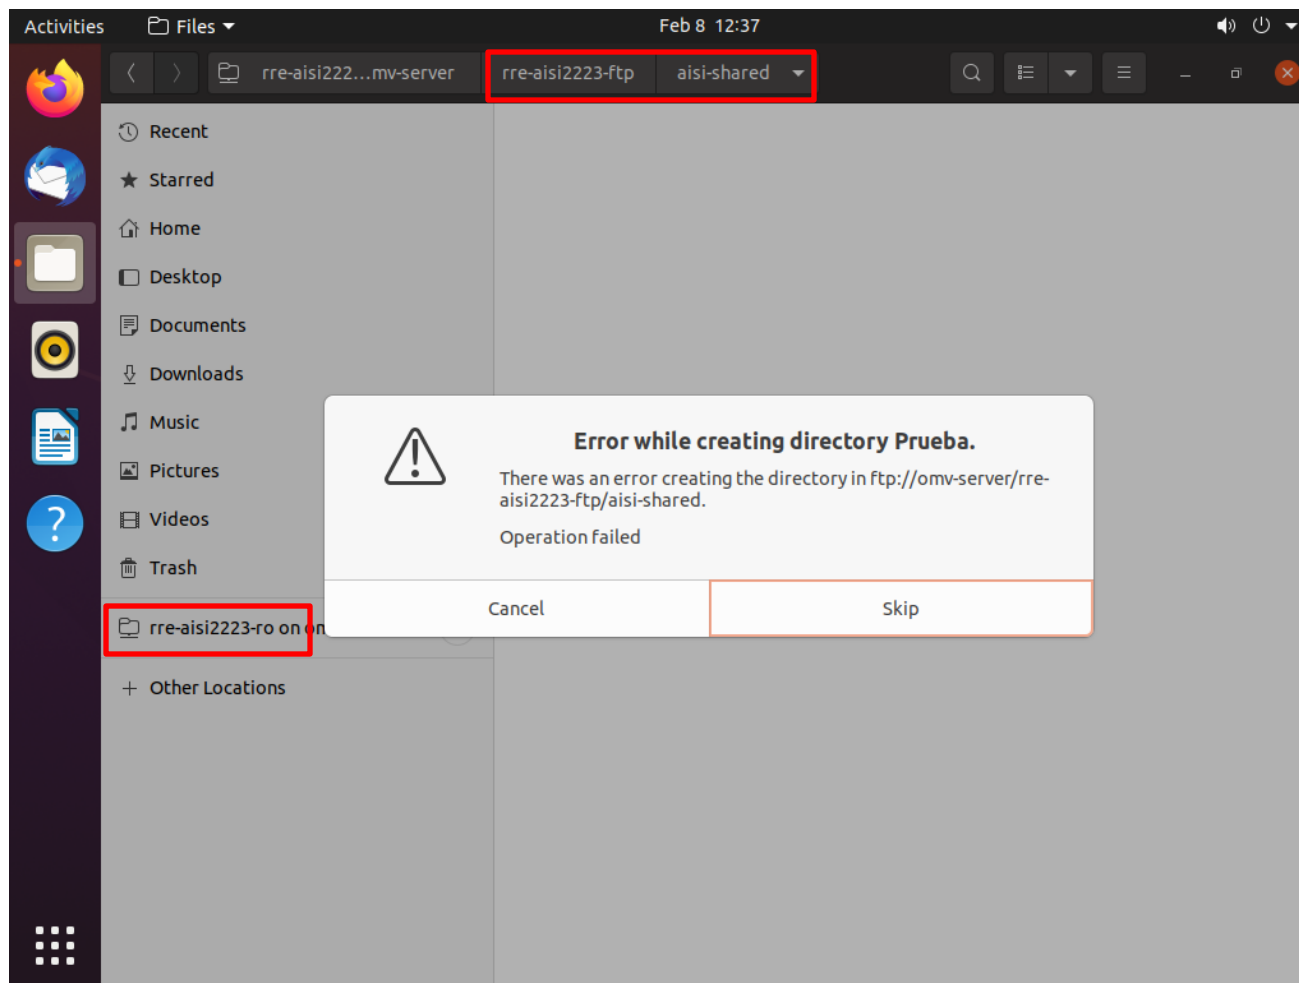 Activities
Files
Feb 8 12:37
rre-aisi222...mv-server
rre-aisi2223-ftp
aisi-shared
Recent
Starred
Home
Desktop
Documents
Downloads
Music
Pictures
Videos
Trash
rre-aisi2223-ro on
Other Locations
Error while creating directory Prueba.
There was an error creating the directory in ftp://omv-server/rre-
aisi2223-ftp/aisi-shared.
Operation failed
Cancel
Skip